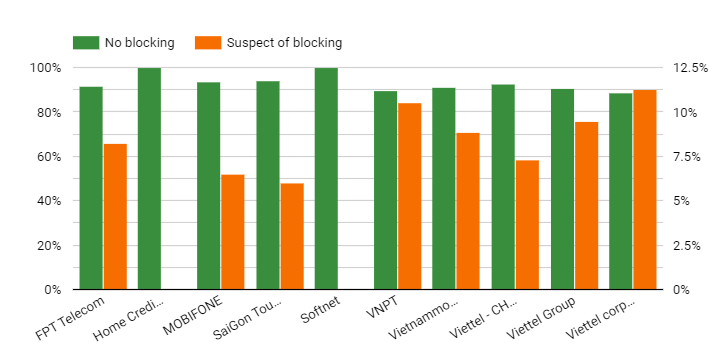 No blocking
Suspect of blocking
100%
80%
60%
40%
20%
0%
12.5%
10%
7.5%
5%
2.5%
0%
FPT Telecom
Home Credi...
MOBIFONE
SaiGon Tou...
Softnet
VNPT
Vietnammo...
Viettel - CH...
Viettel Group
Viettel corp...